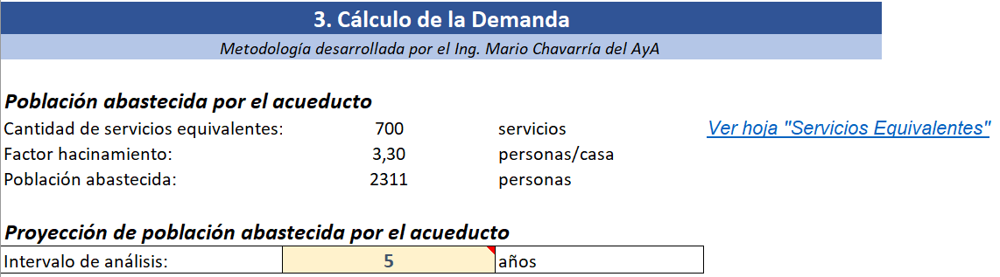 3. Cálculo de la Demanda
Metodología desarrollada por el Ing. Mario Chavarría del AyA
Población abastecida por el acueducto
Cantidad de servicios equivalentes: 700 servicios Ver hoja "Servicios Equivalentes"
Factor hacinamiento: 3,30 personas/casa
Población abastecida: 2311 personas
Proyección de población abastecida por el acueducto
Intervalo de análisis: 5 años